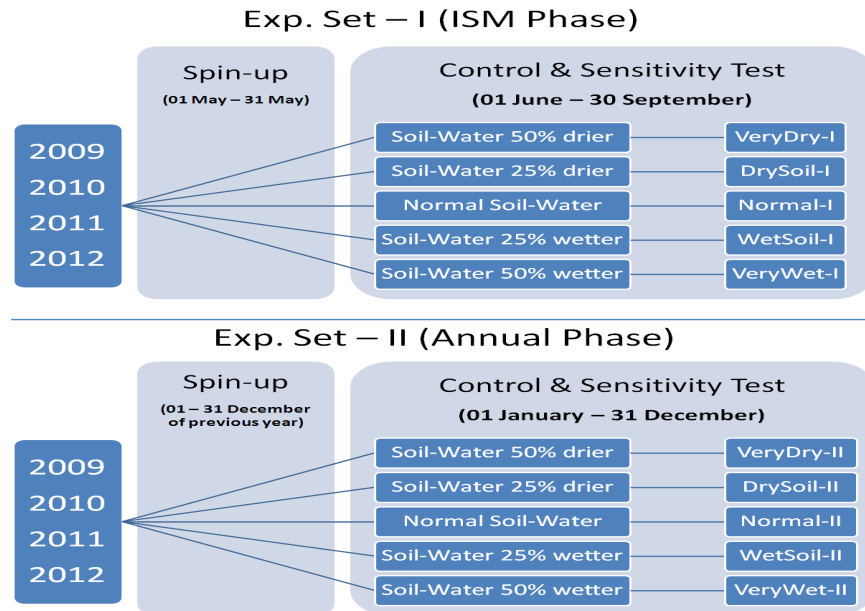 Exp. Set – I (ISM Phase)
Spin-up
(01 May – 31 May)
Control & Sensitivity Test
(01 June – 30 September)
2009
2010
2011
2012
Soil-Water 50% drier
VeryDry-I
Soil-Water 25% drier
DrySoil-I
Normal Soil-Water
Normal-I
Soil-Water 25% wetter
WetSoil-I
Soil-Water 50% wetter
VeryWet-I
Exp. Set – II (Annual Phase)
Spin-up
(01 – 31 December
of previous year)
Control & Sensitivity Test
(01 January – 31 December)
2009
2010
2011
2012
Soil-Water 50% drier
VeryDry-II
Soil-Water 25% drier
DrySoil-II
Normal Soil-Water
Normal-II
Soil-Water 25% wetter
WetSoil-II
Soil-Water 50% wetter
VeryWet-II